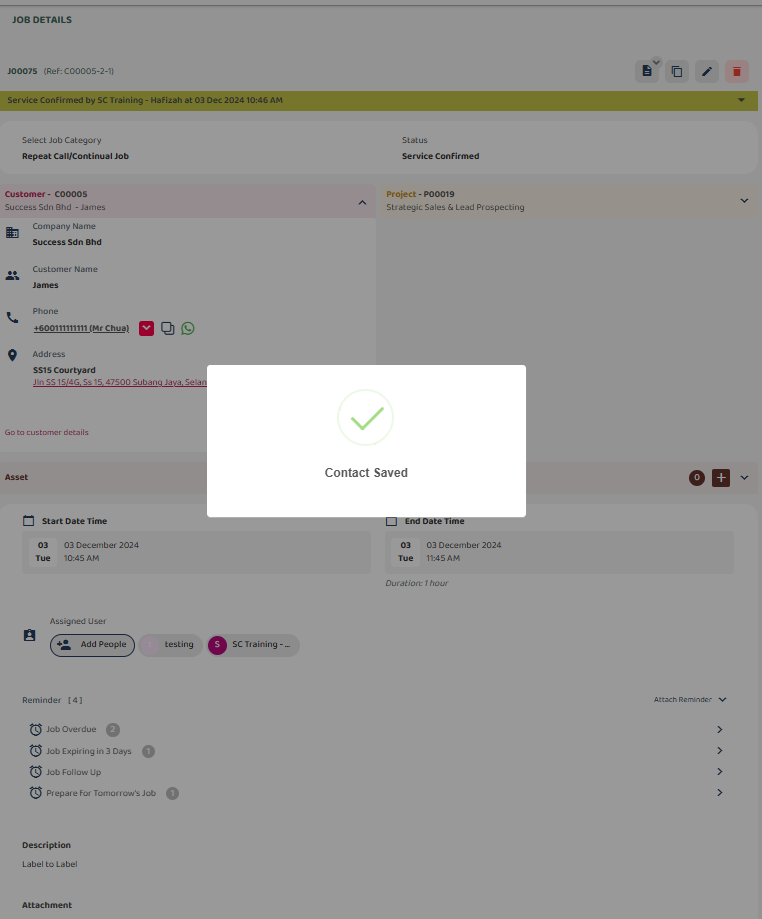 JOB DETAILS
J00075 (Ref: C00005-2-1)
Service Confirmed by SC Training - Hafizah at 03 Dec 2024 10:46 AM
Select Job Category
Repeat Call/Continual Job
Status
Service Confirmed
Customer - C00005
Success Sdn Bhd - James
Project - P00019
Strategic Sales & Lead Prospecting
Company Name
Success Sdn Bhd
Customer Name
James
Phone
+600111111111 (Mr Chua)
Address
SS15 Courtyard
Jln SS 15/4G, Ss 15, 47500 Subang Jaya, Selan
Go to customer details
Contact Saved
Asset
0
Start Date Time
03
Tue
03 December 2024
10:45 AM
End Date Time
03
Tue
03 December 2024
11:45 AM
Duration: 1 hour
Assigned User
Add People
testing
S
SC Training - ...
Reminder [ 4 ]
Attach Reminder
Job Overdue 2
Job Expiring in 3 Days 1
Job Follow Up
Prepare For Tomorrow's Job 1
Description
Label to Label
Attachment